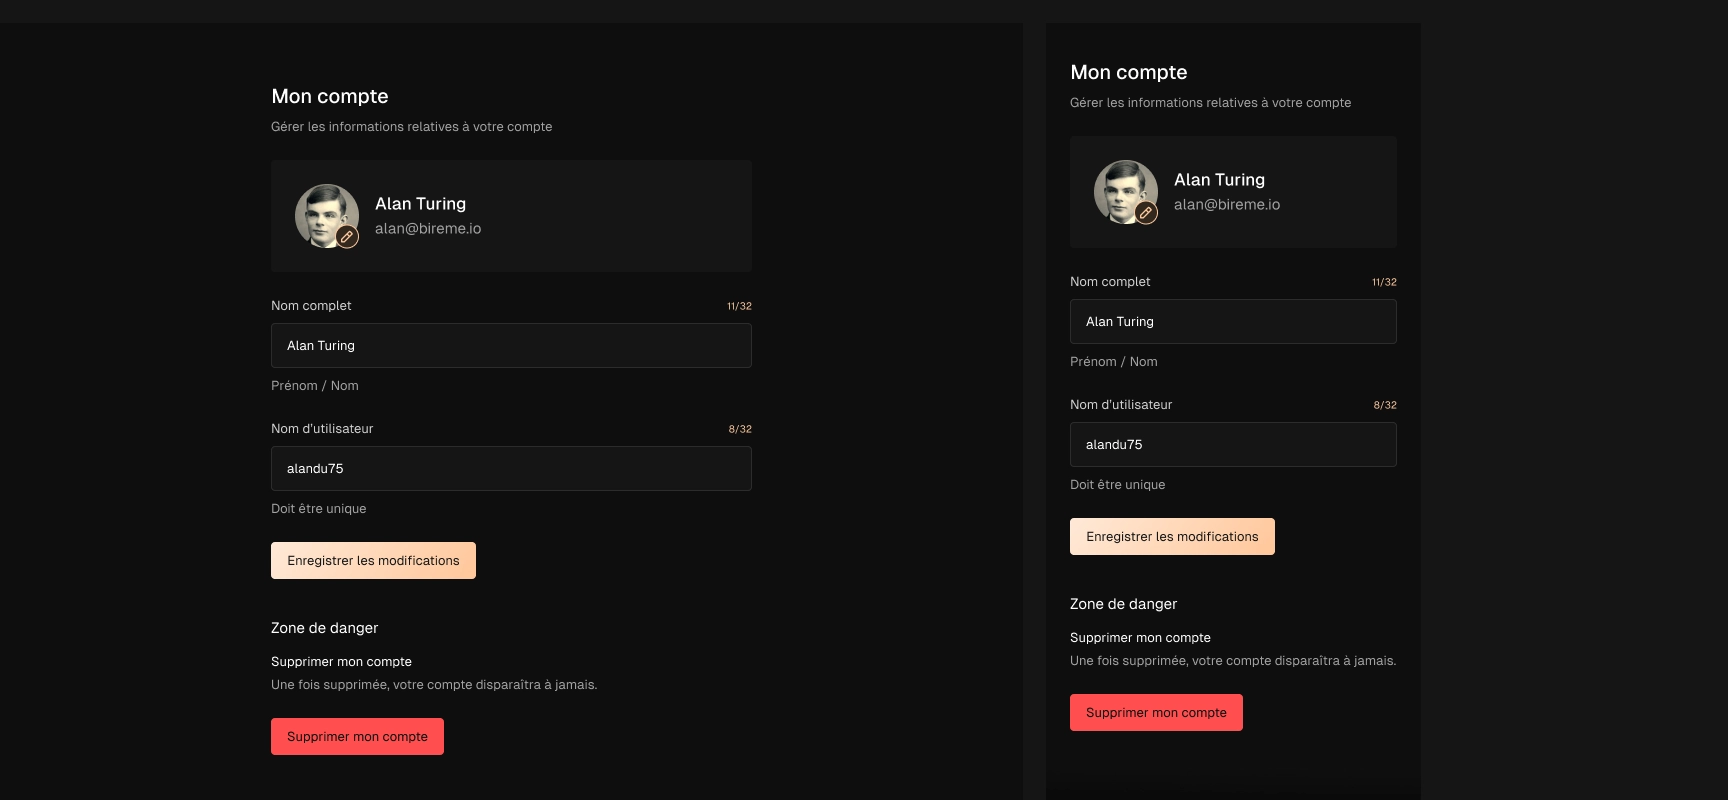 Mon compte
Gérer les informations relatives à votre compte
Alan Turing
alan@bireme.io
Nom complet
11/32
Alan Turing
Prénom / Nom
Nom d'utilisateur
8/32
alandu75
Doit être unique
Enregistrer les modifications
Zone de danger
Supprimer mon compte
Une fois supprimée, votre compte disparaîtra à jamais.
Supprimer mon compte
Mon compte
Gérer les informations relatives à votre compte
Alan Turing
alan@bireme.io
Nom complet
11/32
Alan Turing
Prénom / Nom
Nom d'utilisateur
8/32
alandu75
Doit être unique
Enregistrer les modifications
Zone de danger
Supprimer mon compte
Une fois supprimée, votre compte disparaîtra à jamais.
Supprimer mon compte